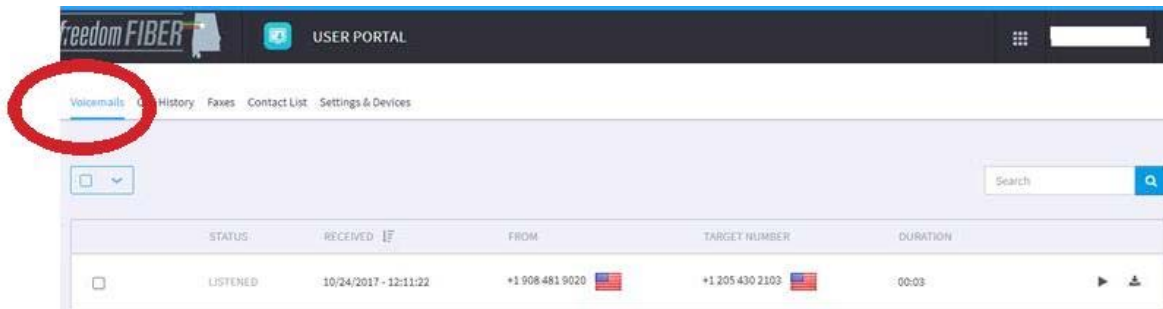 freedom FIBER
USER PORTAL
Voicemails Call History Faxes Contact List Settings & Devices
Search
STATUS RECEIVED FROM TARGET NUMBER DURATION
LISTENED 10/24/2017 - 12:11:22 +1 908 481 9020 +1 205 430 2103 00:03